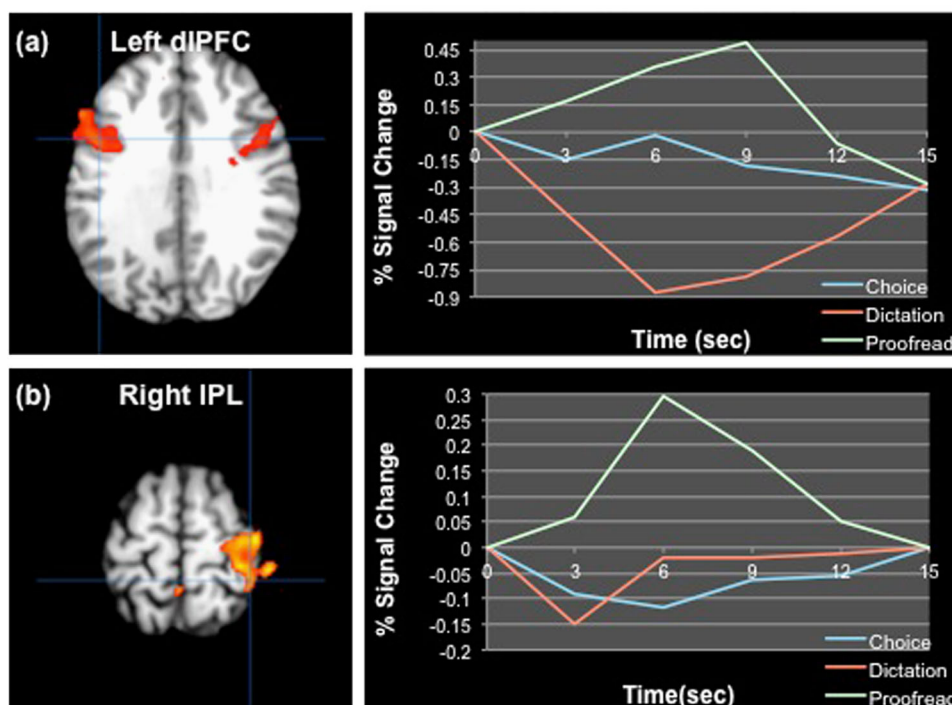 (a) Left dlPFC
% Signal Change
0.45
0.3
0.15
0
-0.15
-0.3
-0.45
-0.6
-0.75
-0.9
0 3 6 9 12 15
Time (sec)
Choice
Dictation
Proofread
(b) Right IPL
% Signal Change
0.3
0.25
0.2
0.15
0.1
0.05
0
-0.05
-0.1
-0.15
-0.2
0 3 6 9 12 15
Time(sec)
Choice
Dictation
Proofread